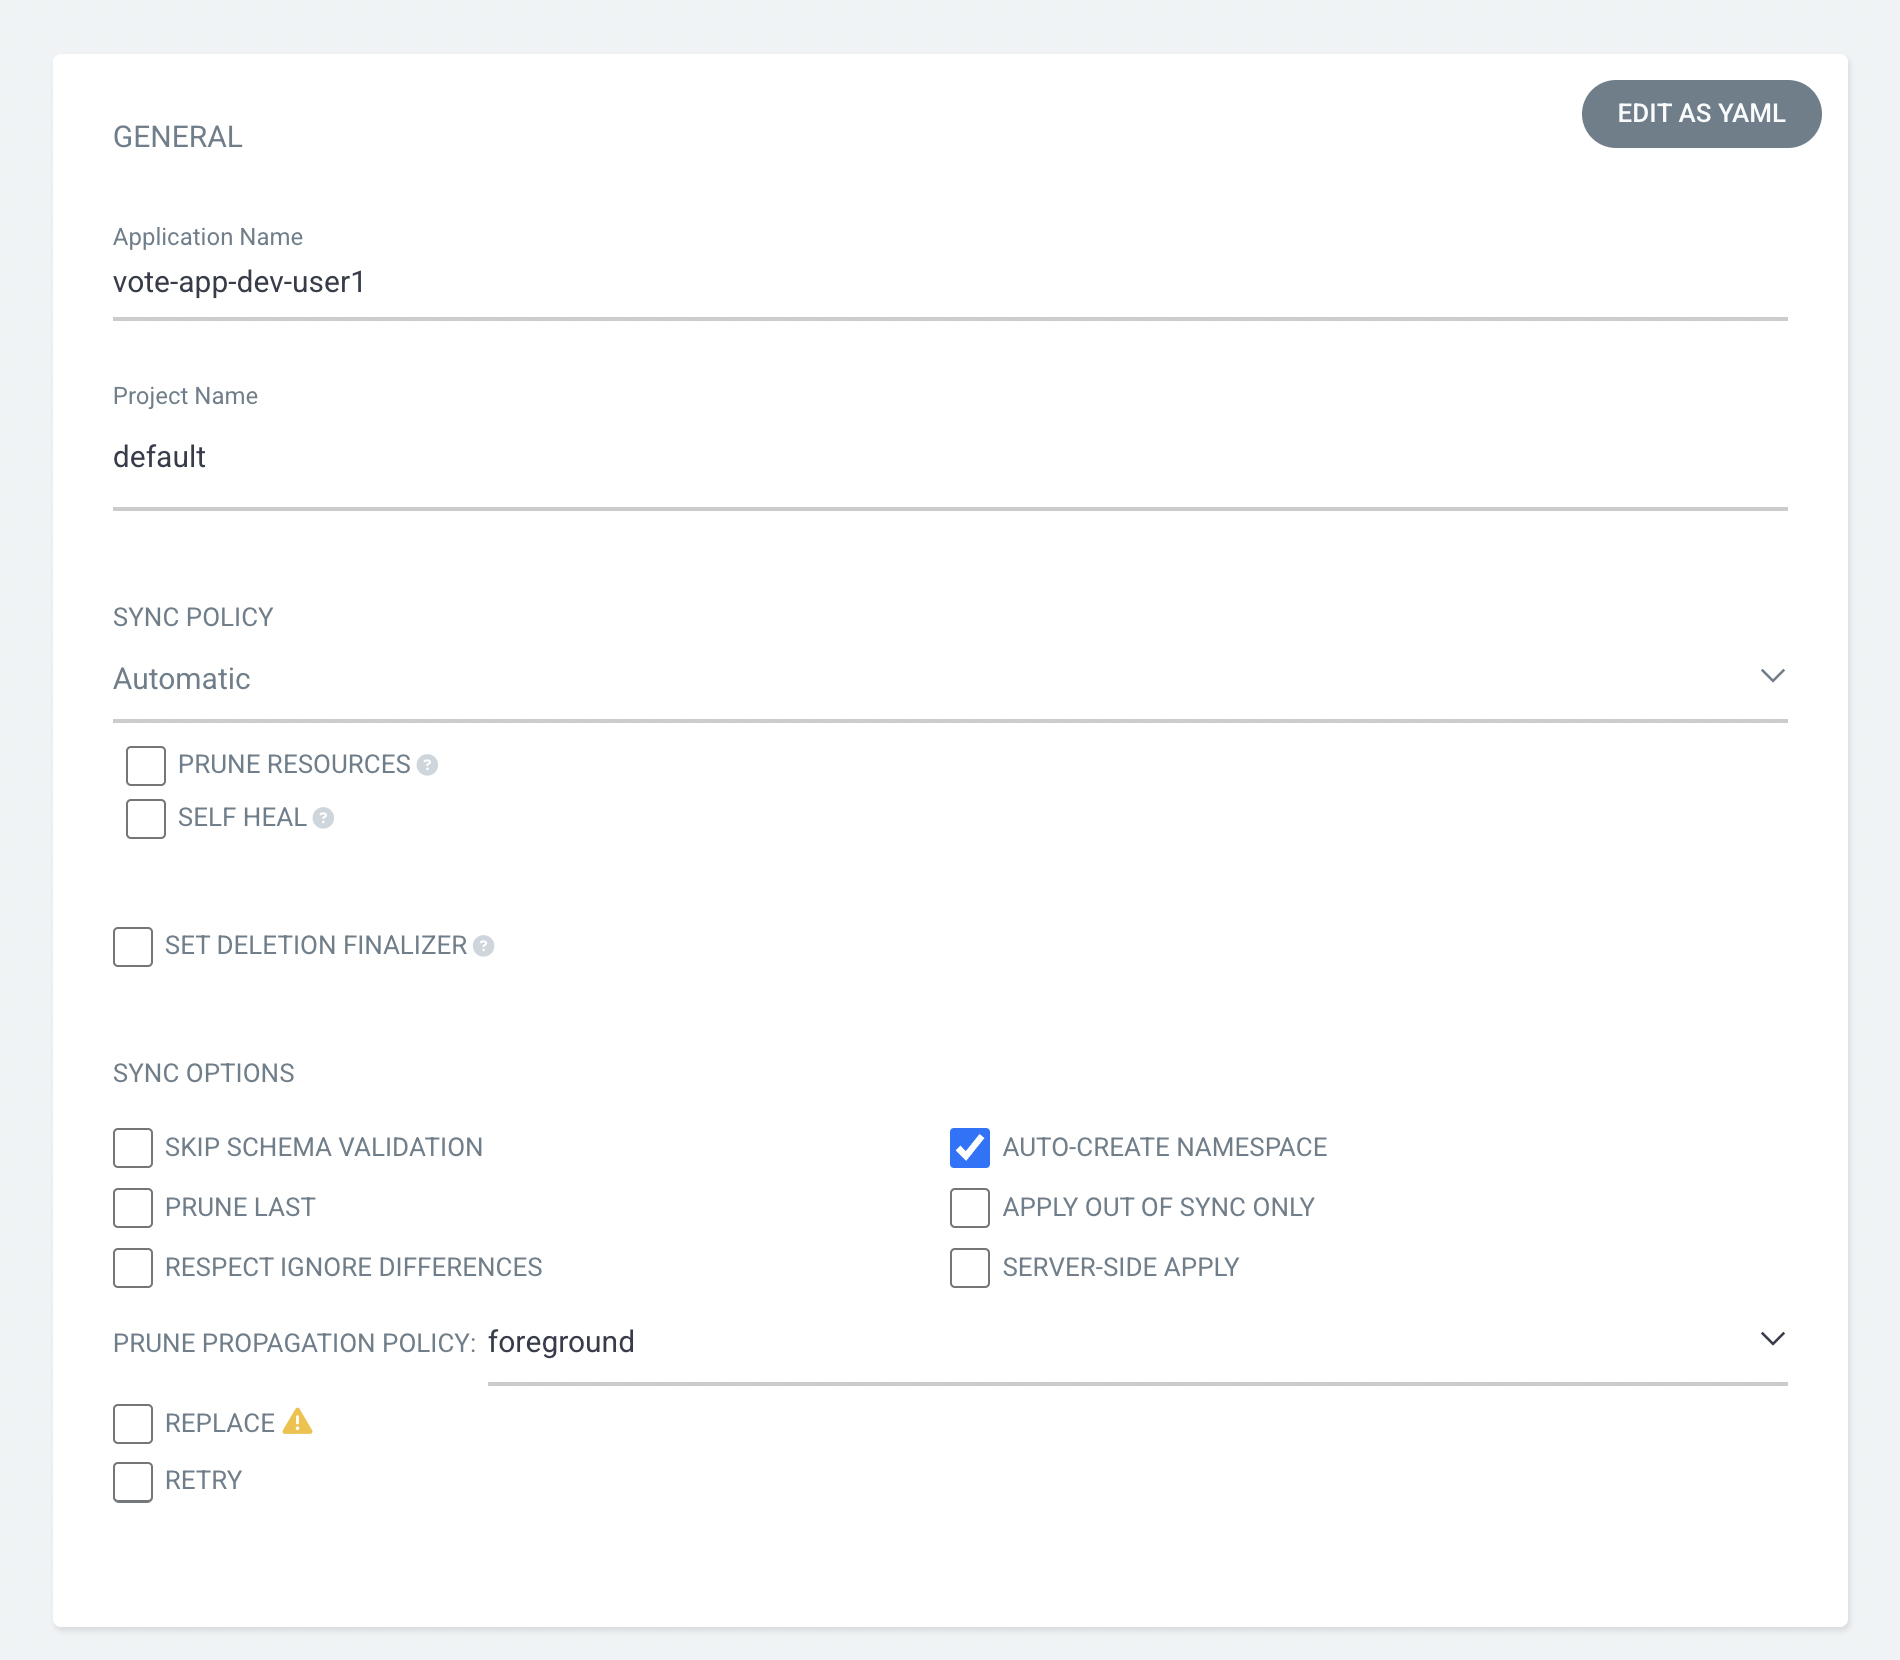 GENERAL
EDIT AS YAML
Application Name
vote-app-dev-user1
Project Name
default
SYNC POLICY
Automatic
PRUNE RESOURCES ?
SELF HEAL ?
SET DELETION FINALIZER ?
SYNC OPTIONS
SKIP SCHEMA VALIDATION
AUTO-CREATE NAMESPACE
PRUNE LAST
APPLY OUT OF SYNC ONLY
RESPECT IGNORE DIFFERENCES
SERVER-SIDE APPLY
PRUNE PROPAGATION POLICY: foreground
REPLACE
RETRY